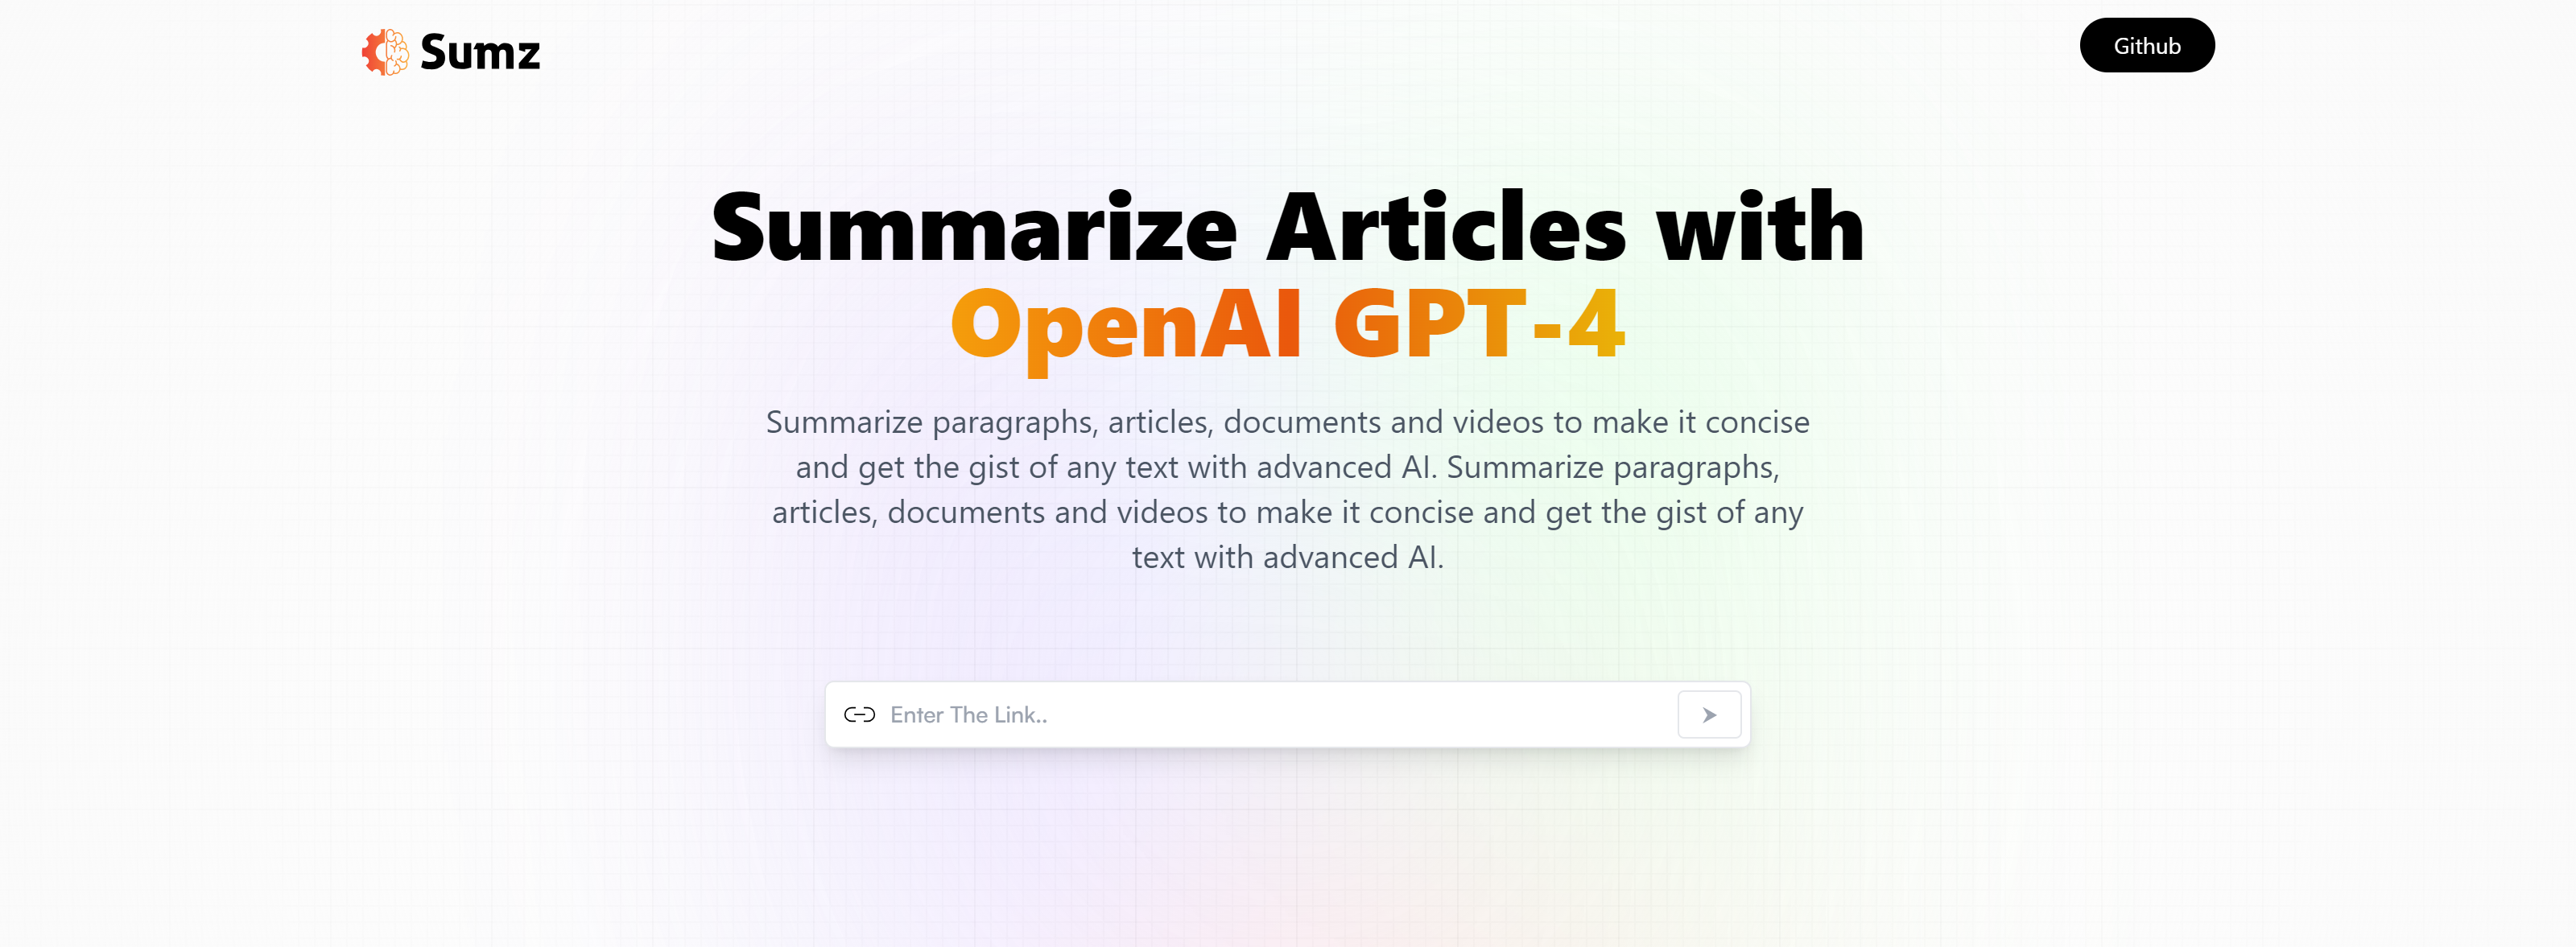 Sumz
Github
Summarize Articles with
OpenAI GPT-4
Summarize paragraphs, articles, documents and videos to make it concise
and get the gist of any text with advanced AI. Summarize paragraphs,
articles, documents and videos to make it concise and get the gist of any
text with advanced AI.
Enter The Link..